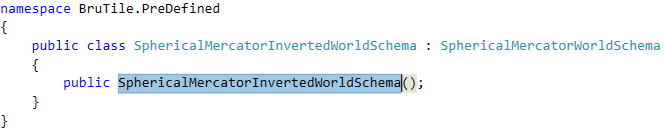 namespace BruTile.PreDefined
{
    public class SphericalMercatorInvertedWorldSchema : SphericalMercatorWorldSchema
    {
        public SphericalMercatorInvertedWorldSchema();
    }
}